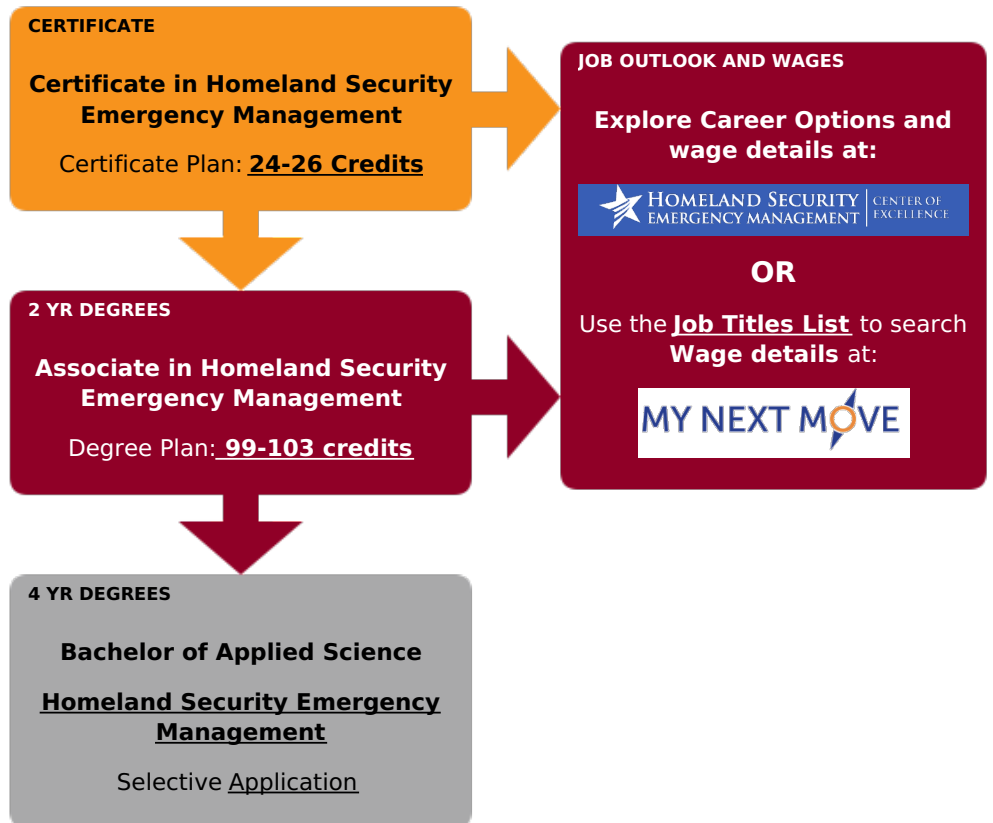 CERTIFICATE
Certificate in Homeland Security
Emergency Management
Certificate Plan: 24-26 Credits
2 YR DEGREES
Associate in Homeland Security
Emergency Management
Degree Plan: 99-103 credits
4 YR DEGREES
Bachelor of Applied Science
Homeland Security Emergency
Management
Selective Application
JOB OUTLOOK AND WAGES
Explore Career Options and
wage details at:
HOMELAND SECURITY
EMERGENCY MANAGEMENT
CENTER OF
EXCELLENCE
OR
Use the Job Titles List to search
Wage details at:
MY NEXT MOVE